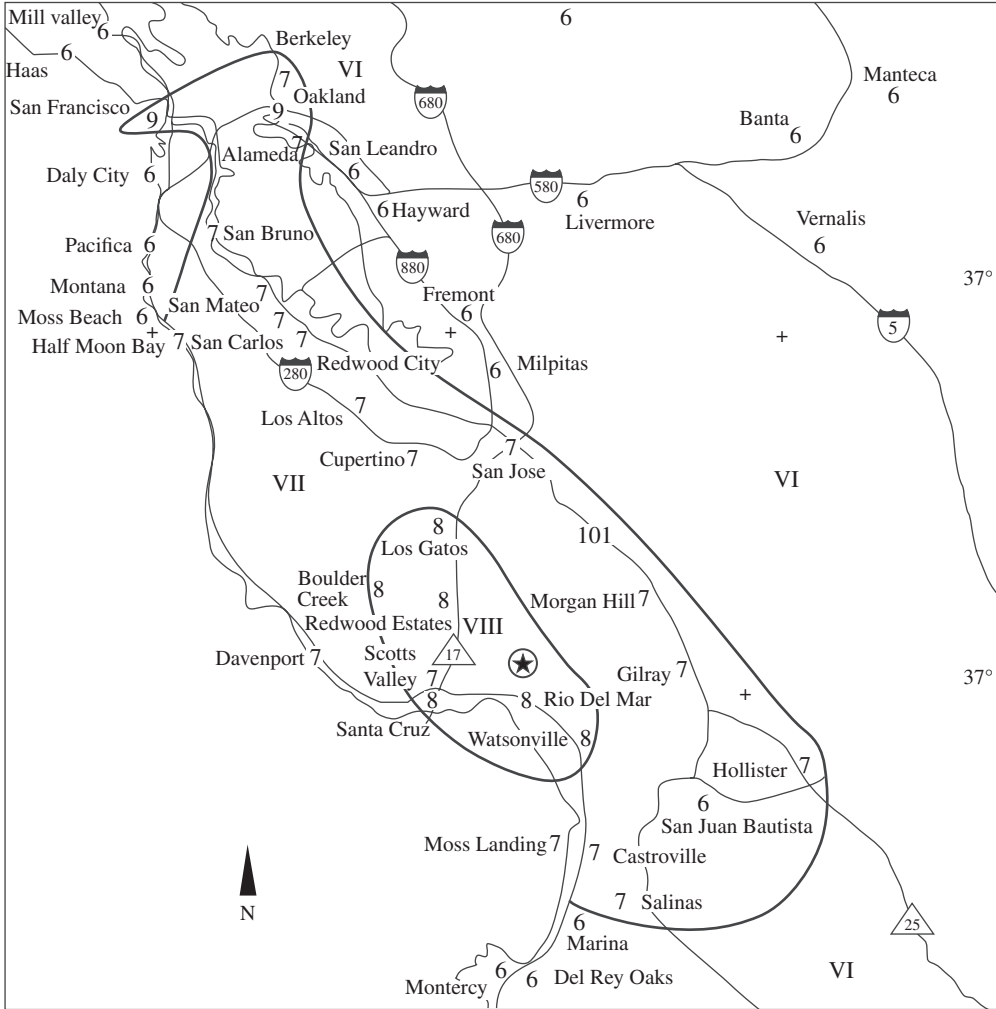 Mill valley
6
6
Berkeley
6
Haas
6
VI
Manteca
6
7
Oakland
680
San Francisco
9
9
Banta
6
Alameda
7
San Leandro
6
Daly City
6
580
6
Hayward
6
Livermore
Vernalis
6
680
Pacifica
6
7
San Bruno
880
37°
Montana
6
San Mateo
7
Fremont
6
Moss Beach
6
7
5
Half Moon Bay
7
San Carlos
7
Redwood City
280
6
Milpitas
Los Altos
7
7
San Jose
Cupertino
7
VII
VI
8
Los Gatos
101
Boulder
Creek
8
8
Morgan Hill
7
Redwood Estates
VIII
Scotts
Valley
7
17
Davenport
7
Gilray
7
37°
8
8
Rio Del Mar
Santa Cruz
Watsonville
8
Hollister
7
6
San Juan Bautista
Moss Landing
7
7
Castroville
7
Salinas
N
6
Marina
25
6
6
Del Rey Oaks
VI
Montercy